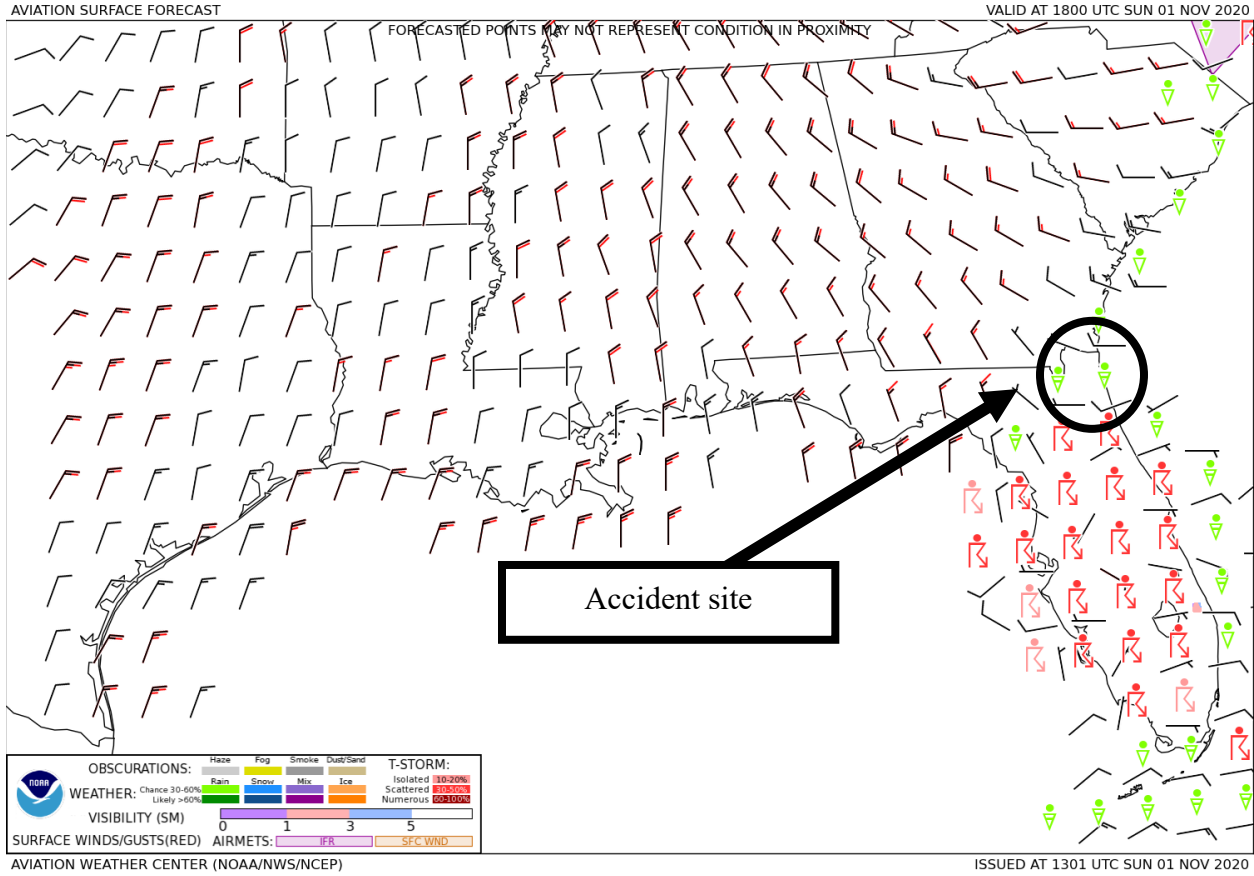 AVIATION SURFACE FORECAST
VALID AT 1800 UTC SUN 01 NOV 2020
FORECASTED POINTS MAY NOT REPRESENT CONDITION IN PROXIMITY
Accident site
NOAA
OBSCURATIONS:
Haze Fog Smoke Dust/Sand
WEATHER:
Rain Snow Mix Ice
Chance 30-60%
Likely >60%
T-STORM:
Isolated 10-20%
Scattered 30-50%
Numerous 60-100%
VISIBILITY (SM)
0 1 3 5
SURFACE WINDS/GUSTS(RED)
AIRMETS: IFR SFC WND
AVIATION WEATHER CENTER (NOAA/NWS/NCEP)
ISSUED AT 1301 UTC SUN 01 NOV 2020